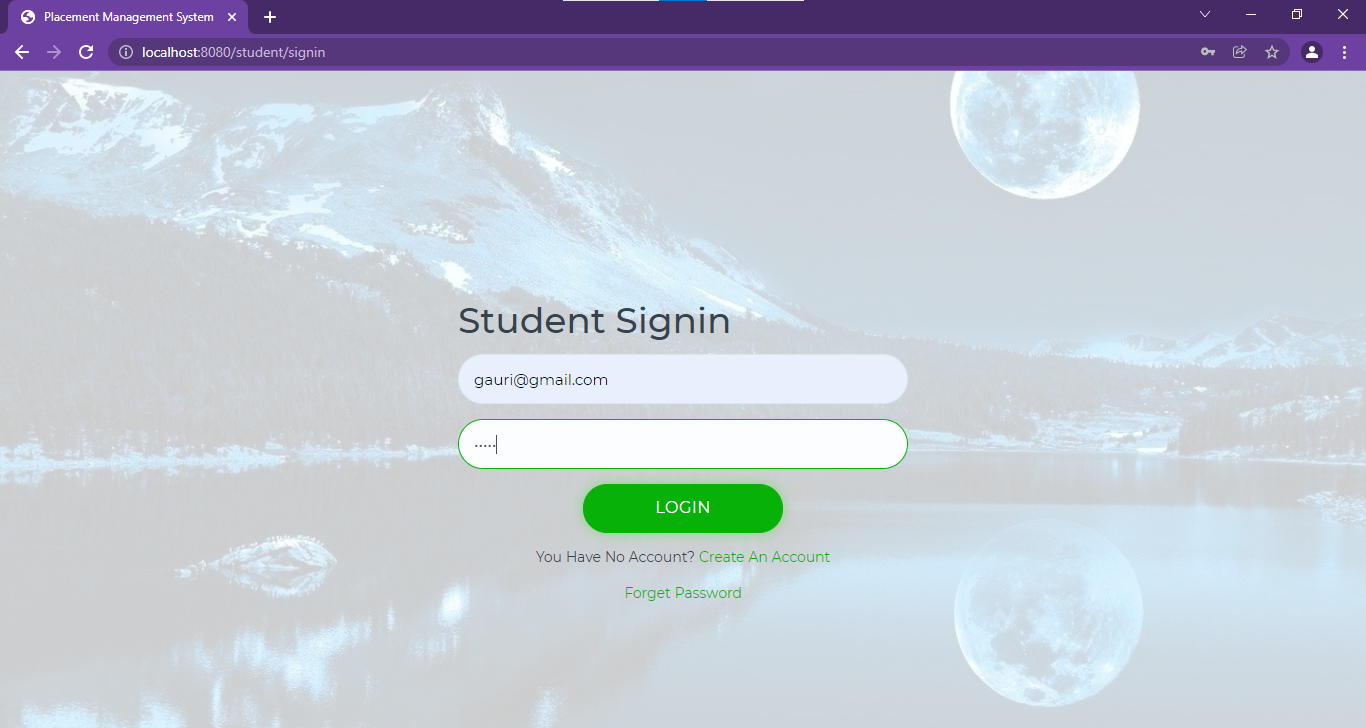 Placement Management System
localhost:8080/student/signin
Student Signin
gauri@gmail.com
.....
LOGIN
You Have No Account? Create An Account
Forget Password